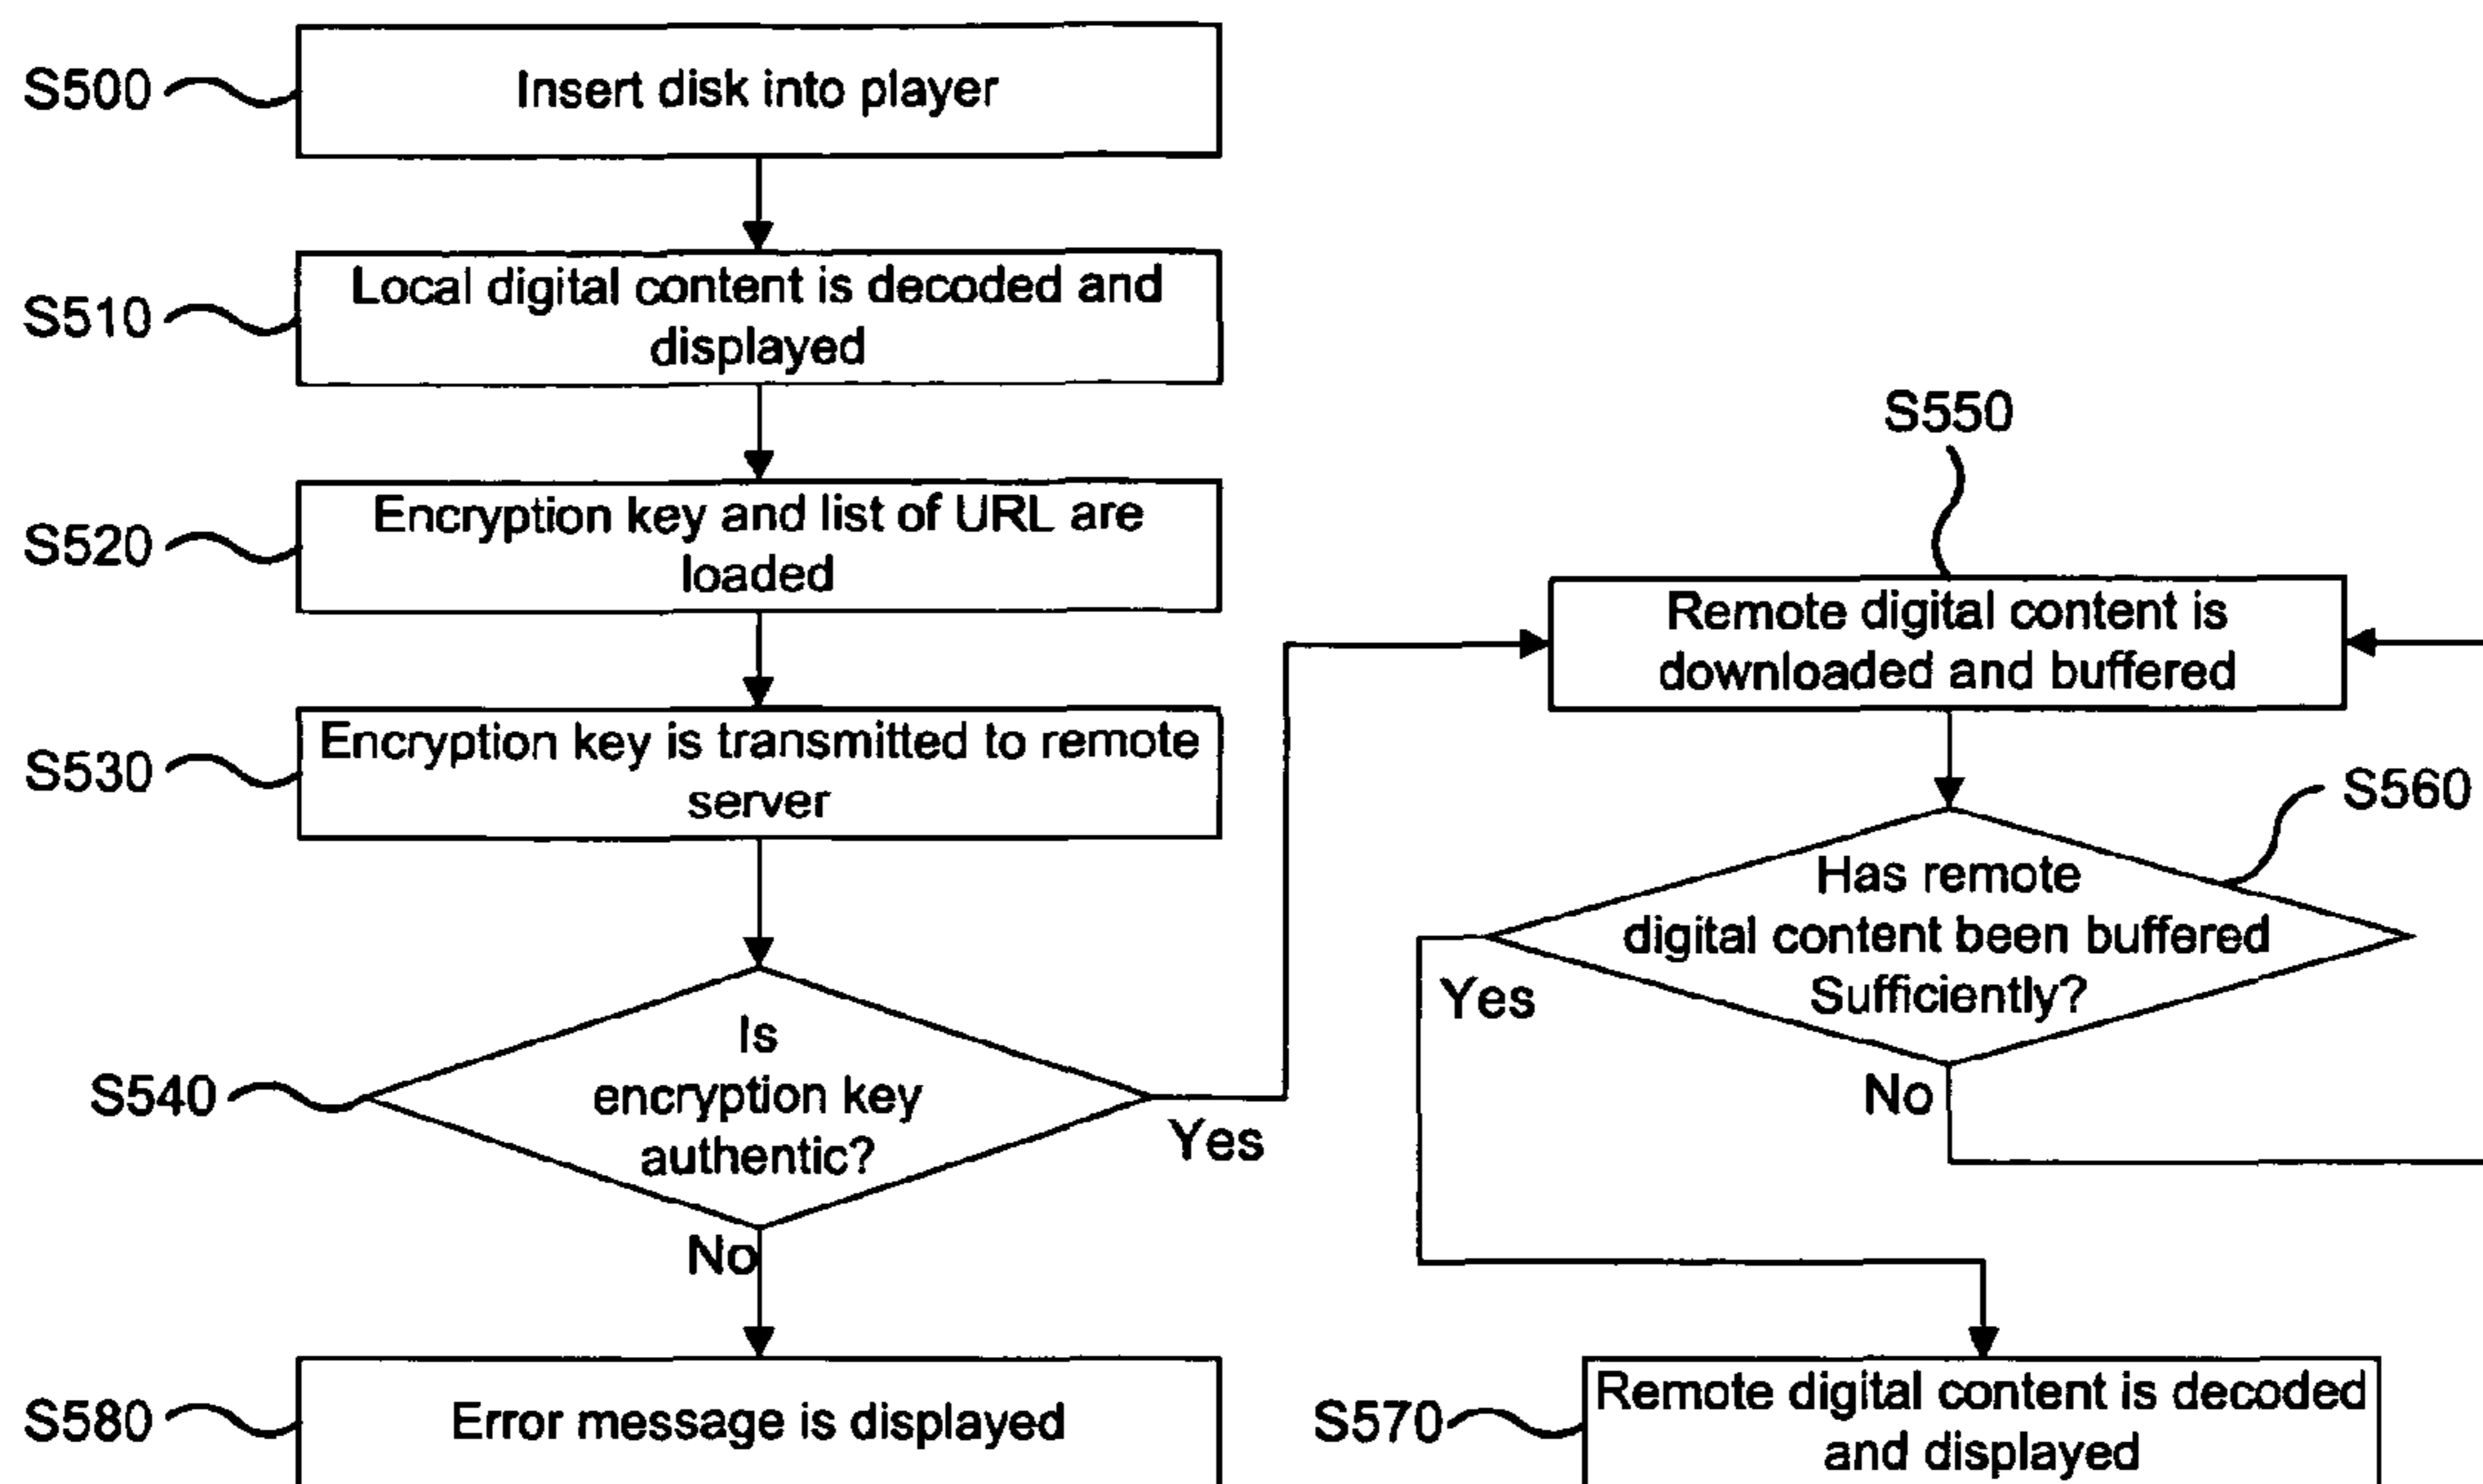 S500
Insert disk into player
S510
Local digital content is decoded and
displayed
S520
Encryption key and list of URL are
loaded
S530
Encryption key is transmitted to remote
server
S540
Is
encryption key
authentic?
Yes
No
S580
Error message is displayed
S550
Remote digital content is
downloaded and buffered
S560
Has remote
digital content been buffered
Sufficiently?
Yes
No
S570
Remote digital content is decoded
and displayed